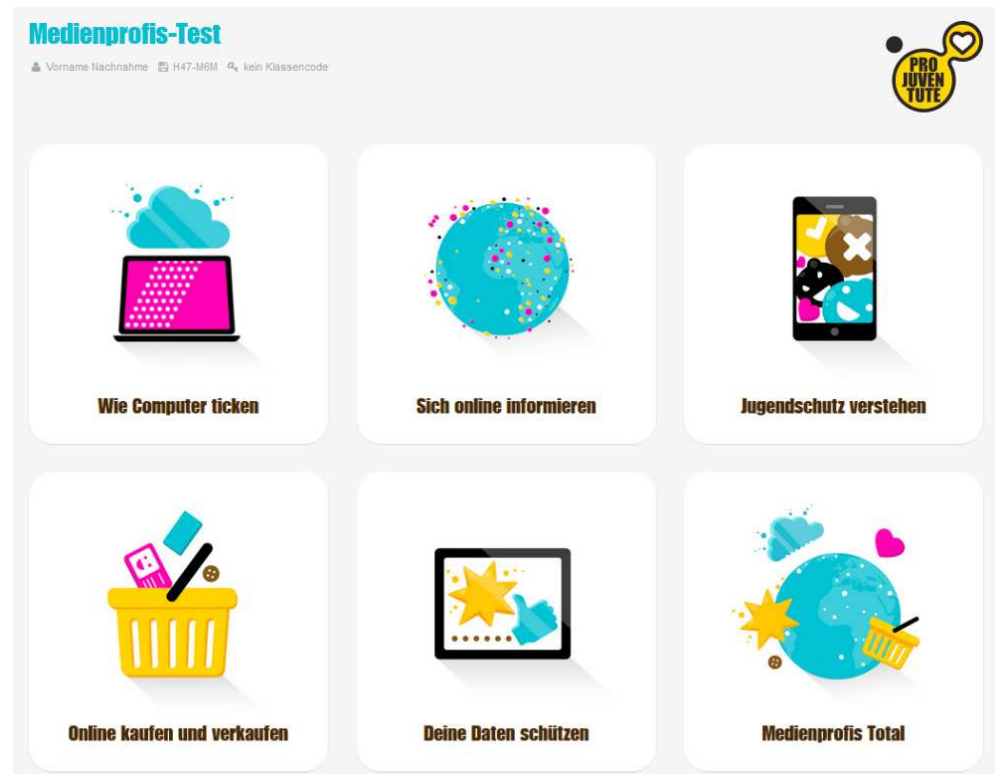 Medienprofis-Test
Vorname Nachnahme H47-M6M kein Klassencode
PRO
JUVEN
TUTE
Wie Computer ticken
Sich online informieren
Jugendschutz verstehen
Online kaufen und verkaufen
Deine Daten schützen
Medienprofis Total